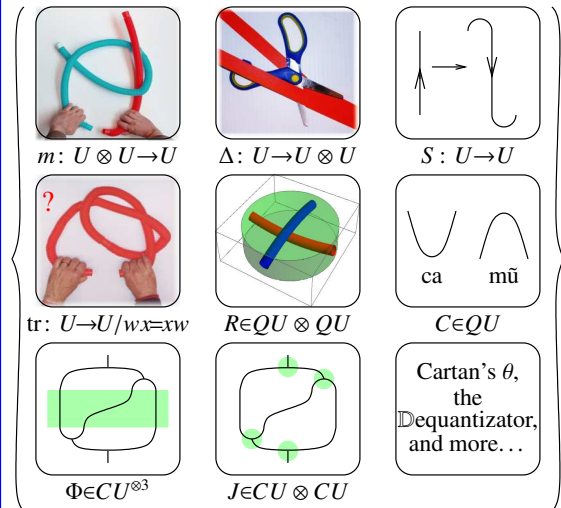 m: U ⊗ U→U
Δ: U→U ⊗ U
S: U→U
?
ca
mũ
tr: U→U/wx=xw
R∈QU ⊗ QU
C∈QU
Cartan's θ,
the
𝔻equantizator,
and more…
Φ∈CU⊗3
J∈CU ⊗ CU